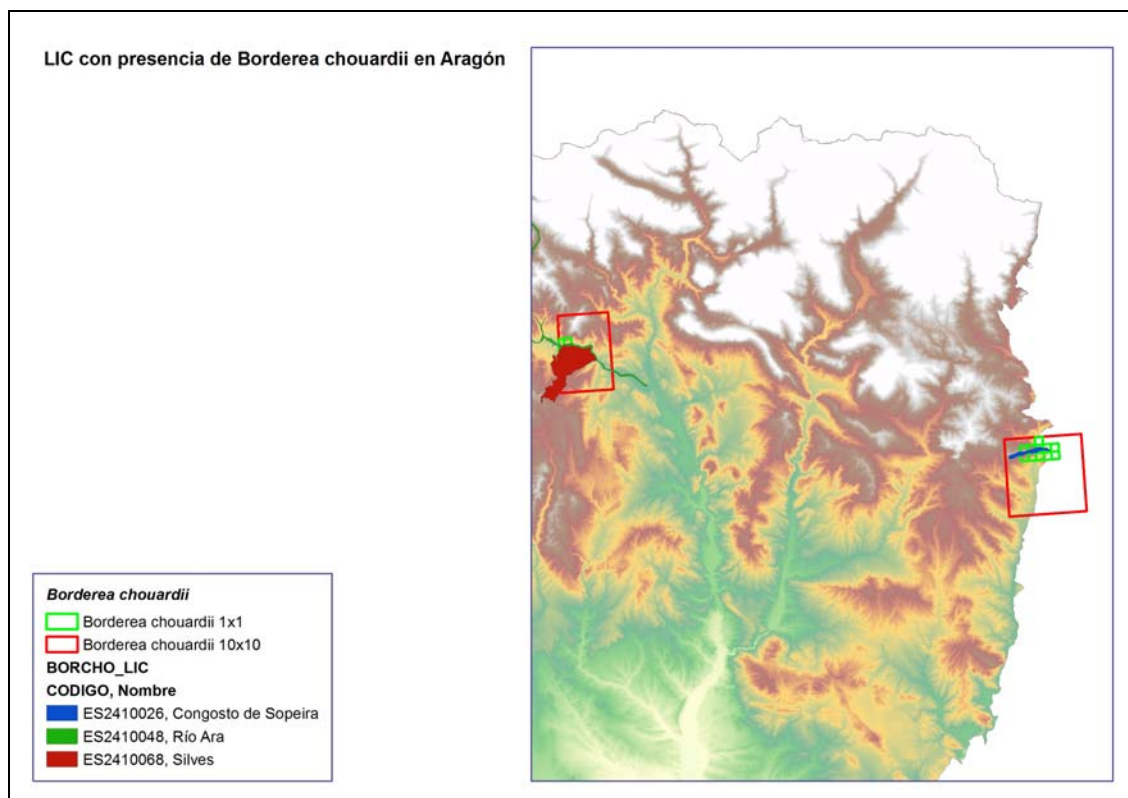 LIC con presencia de Borderea chouardii en Aragón
Borderea chouardii
Borderea chouardii 1x1
Borderea chouardii 10x10
BORCHO_LIC
CODIGO, Nombre
ES2410026, Congosto de Sopeira
ES2410048, Río Ara
ES2410068, Silves